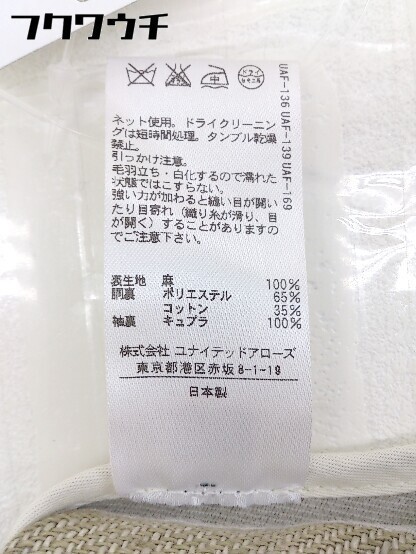 フクワウチ
UAF-136 UAF-139 UAF-169
ネット使用。ドライクリーニン
グは短時間処理。タンブル乾燥
禁止。
引っかけ注意。
毛羽立ち・白化するので濡れた
状態ではこすらない。
強い力が加わると縫い目が開い
たり目寄れ（織り糸が滑り、目
が開く）することがありますの
でご注意下さい。
表生地 麻 100%
胴裏 ポリエステル 65%
コットン 35%
袖裏 キュプラ 100%
株式会社 ユナイテッドアローズ
東京都港区赤坂8-1-19
日本製